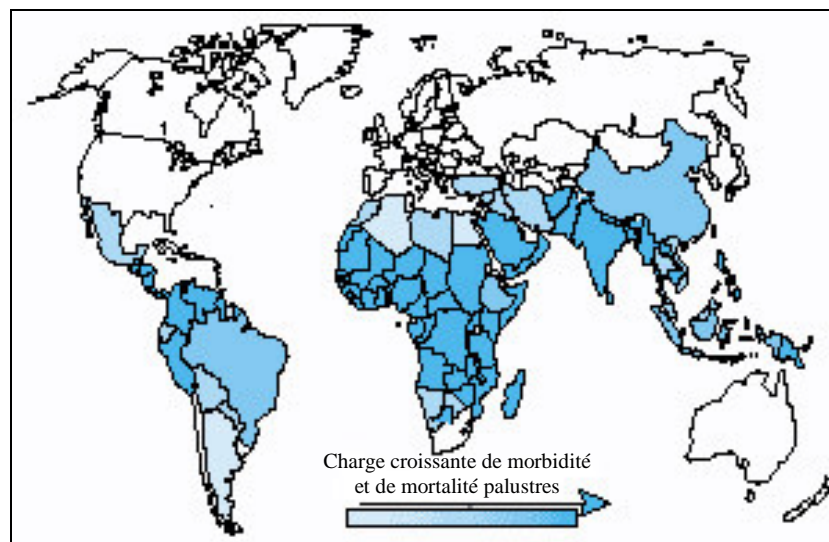 Charge croissante de morbidité
et de mortalité palustres